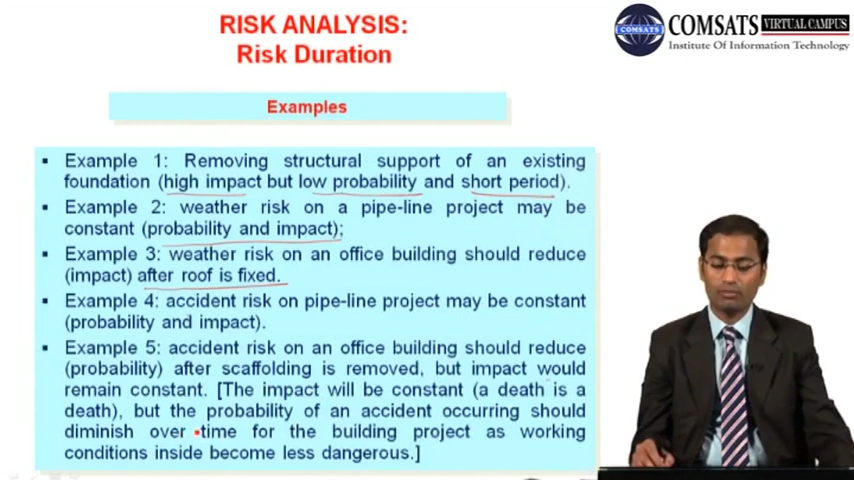 RISK ANALYSIS:
Risk Duration
COMSATS
COMSATS VIRTUAL CAMPUS
Institute Of Information Technology
Examples
▪ Example 1: Removing structural support of an existing
foundation (high impact but low probability and short period).
▪ Example 2: weather risk on a pipe-line project may be
constant (probability and impact);
▪ Example 3: weather risk on an office building should reduce
(impact) after roof is fixed.
▪ Example 4: accident risk on pipe-line project may be constant
(probability and impact).
▪ Example 5: accident risk on an office building should reduce
(probability) after scaffolding is removed, but impact would
remain constant. [The impact will be constant (a death is a
death), but the probability of an accident occurring should
diminish over time for the building project as working
conditions inside become less dangerous.]